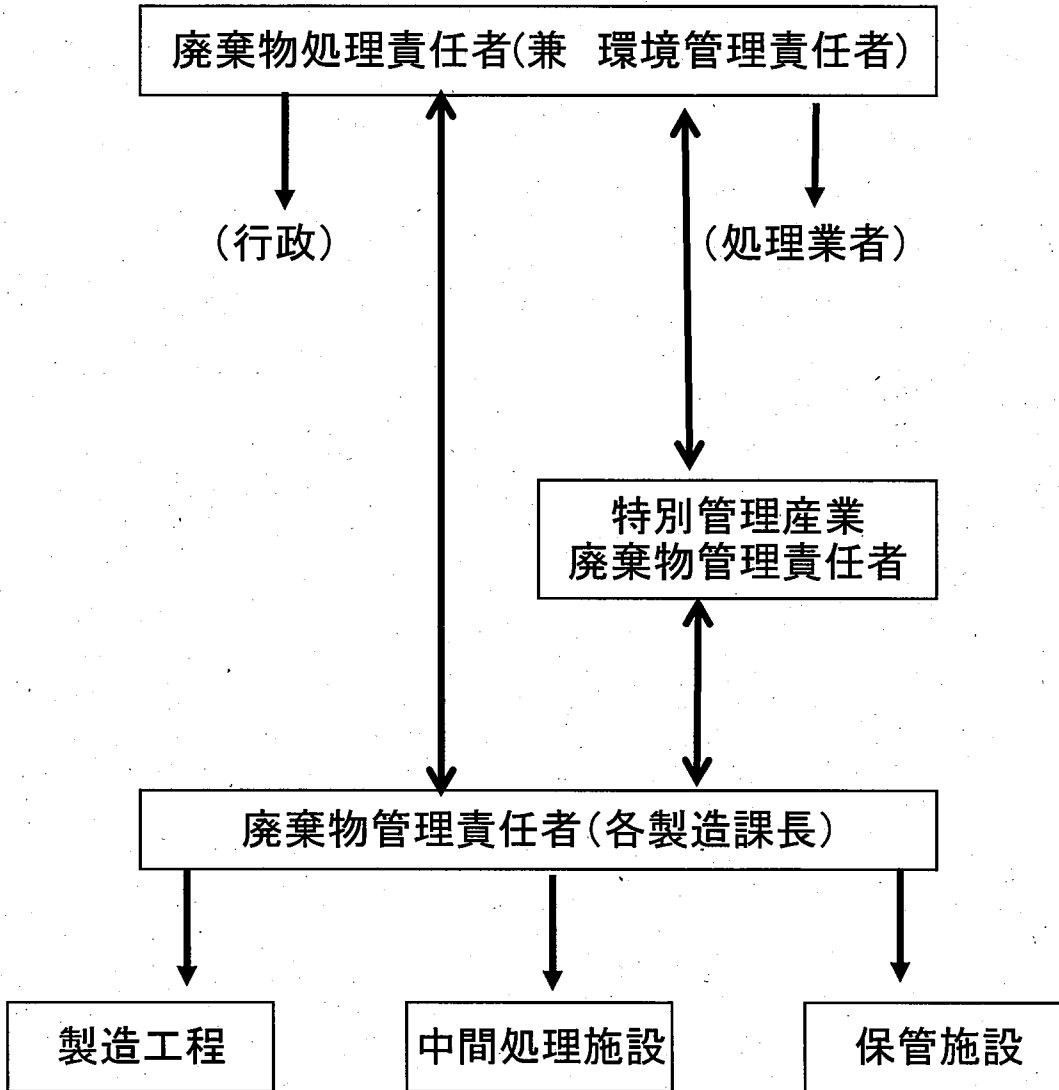 廃棄物処理責任者(兼 環境管理責任者)
(行政)
(処理業者)
特別管理産業
廃棄物管理責任者
廃棄物管理責任者(各製造課長)
製造工程
中間処理施設
保管施設